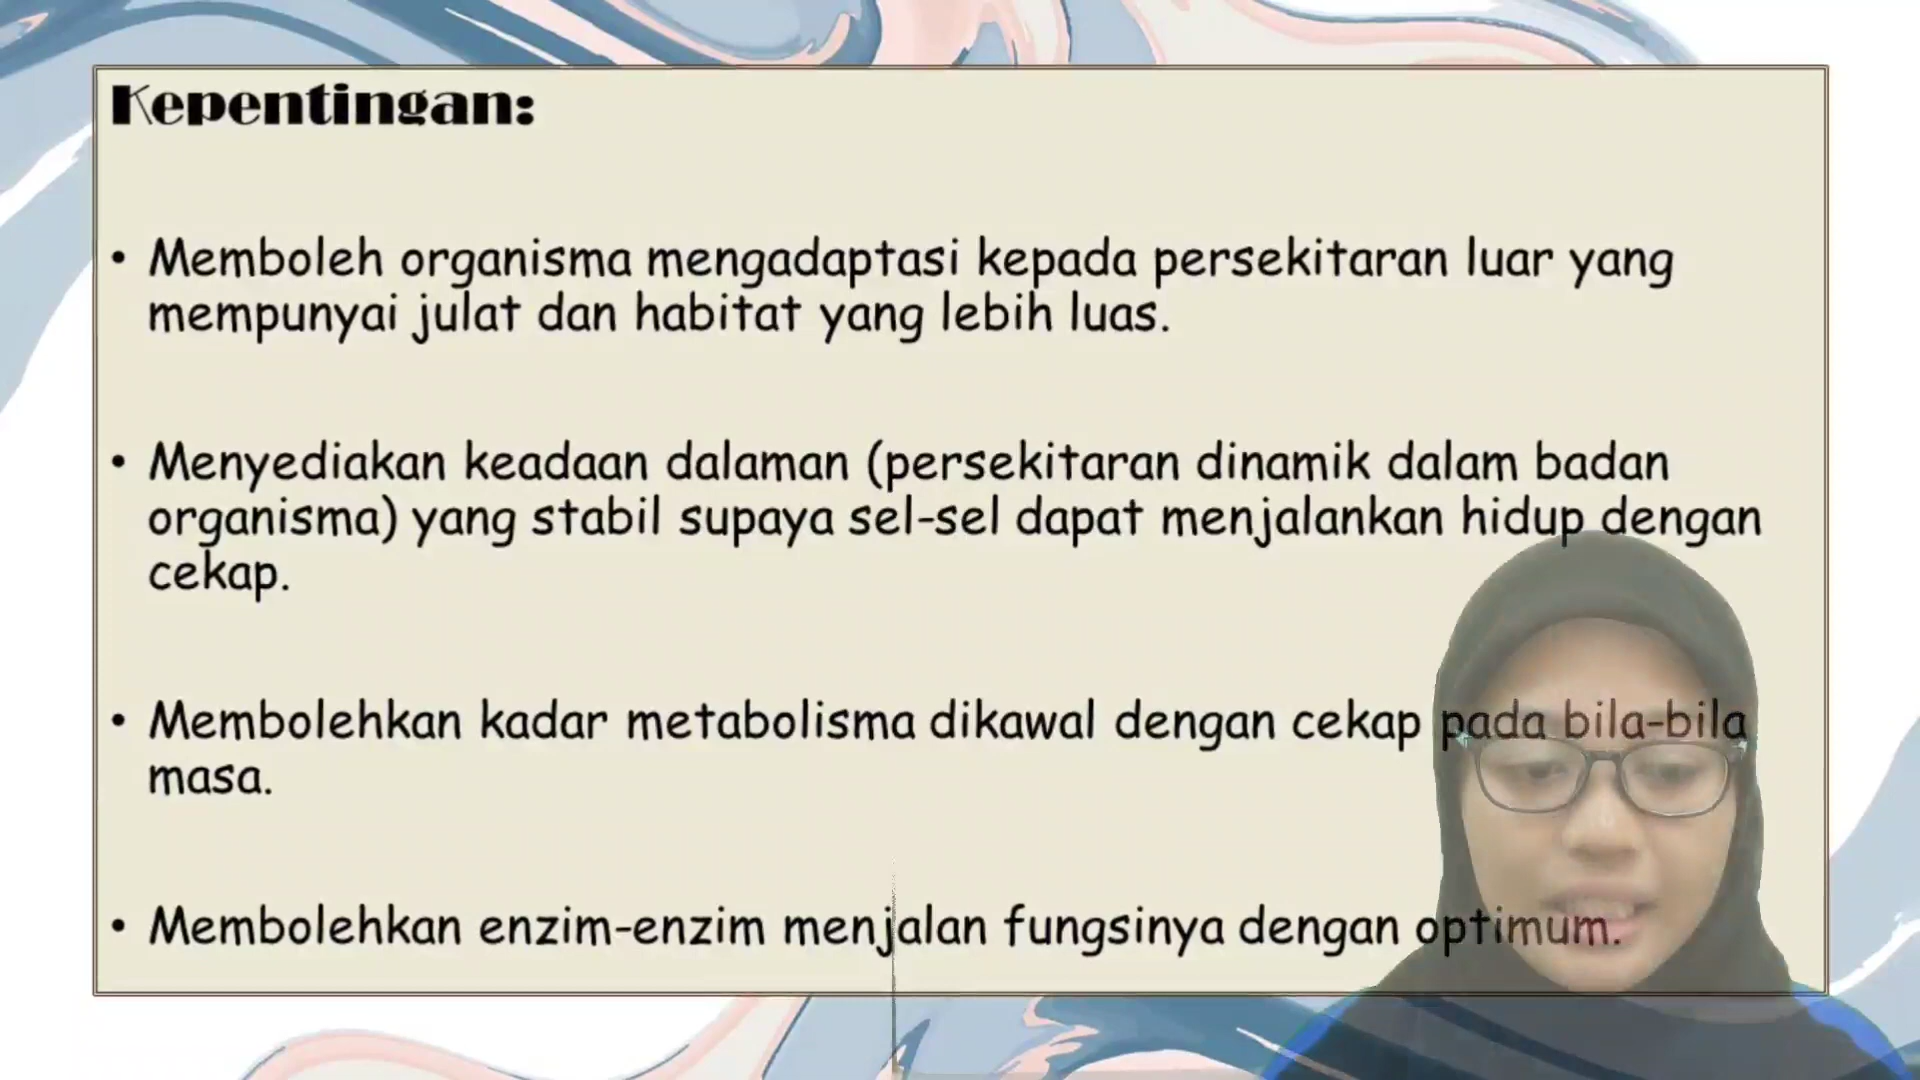 Kepentingan:
• Memboleh organisma mengadaptasi kepada persekitaran luar yang
mempunyai julat dan habitat yang lebih luas.
• Menyediakan keadaan dalaman (persekitaran dinamik dalam badan
organisma) yang stabil supaya sel-sel dapat menjalankan hidup dengan
cekap.
• Membolehkan kadar metabolisma dikawal dengan cekap pada bila-bila
masa.
• Membolehkan enzim-enzim menjalan fungsinya dengan optimum.